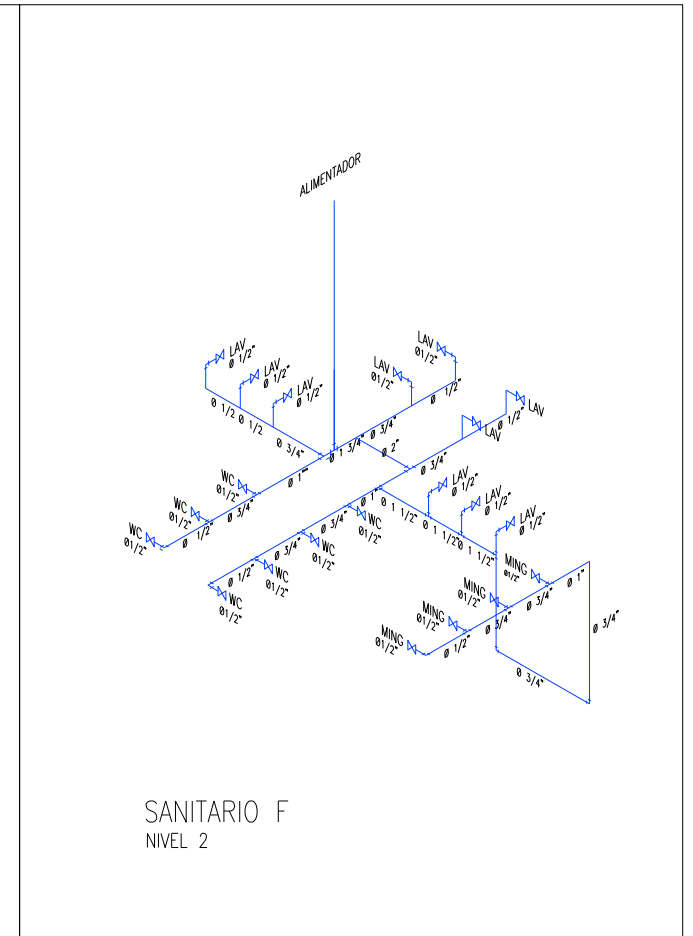 ALIMENTADOR
LAV
Ø1/2"
LAV
Ø 1/2"
LAV
Ø1/2"
LAV
Ø 1/2"
LAV
Ø 1/2"
Ø 1/2"
LAV
Ø 1/2"
Ø 1/2
Ø 1/2
Ø 3/4"
Ø 1 3/4"
Ø 3/4"
Ø 2"
LAV
Ø 3/4"
LAV
Ø 1"
Ø 3/4"
Ø 1/2"
WC
Ø1/2"
WC
Ø1/2"
WC
Ø1/2"
Ø 1"
Ø 3/4"
Ø 3/4"
Ø 1/2"
WC
Ø1/2"
WC
Ø1/2"
WC
Ø1/2"
WC
Ø1/2"
Ø 1 1/2"
Ø 1 1/2"
Ø 1 1/2"
LAV
Ø 1/2"
LAV
Ø 1/2"
LAV
Ø 1/2"
MING
Ø1/2"
MING
Ø1/2"
MING
Ø1/2"
MING
Ø1/2"
Ø 1"
Ø 3/4"
Ø 3/4"
Ø 1/2"
Ø 3/4"
Ø 3/4"
SANITARIO F
NIVEL 2